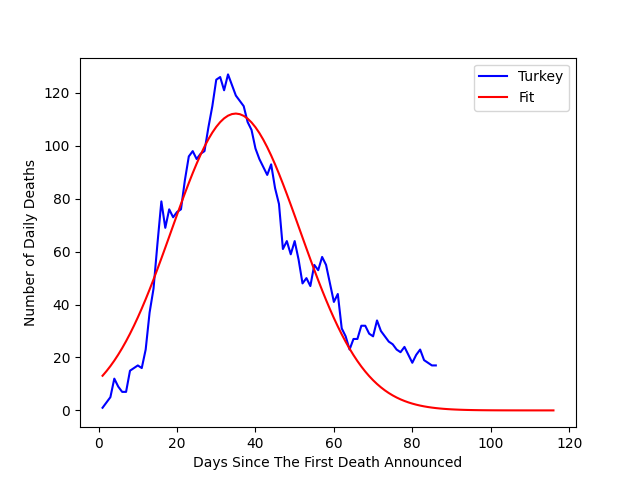 Turkey
Fit
120
100
80
60
40
20
0
Number of Daily Deaths
0 20 40 60 80 100 120
Days Since The First Death Announced